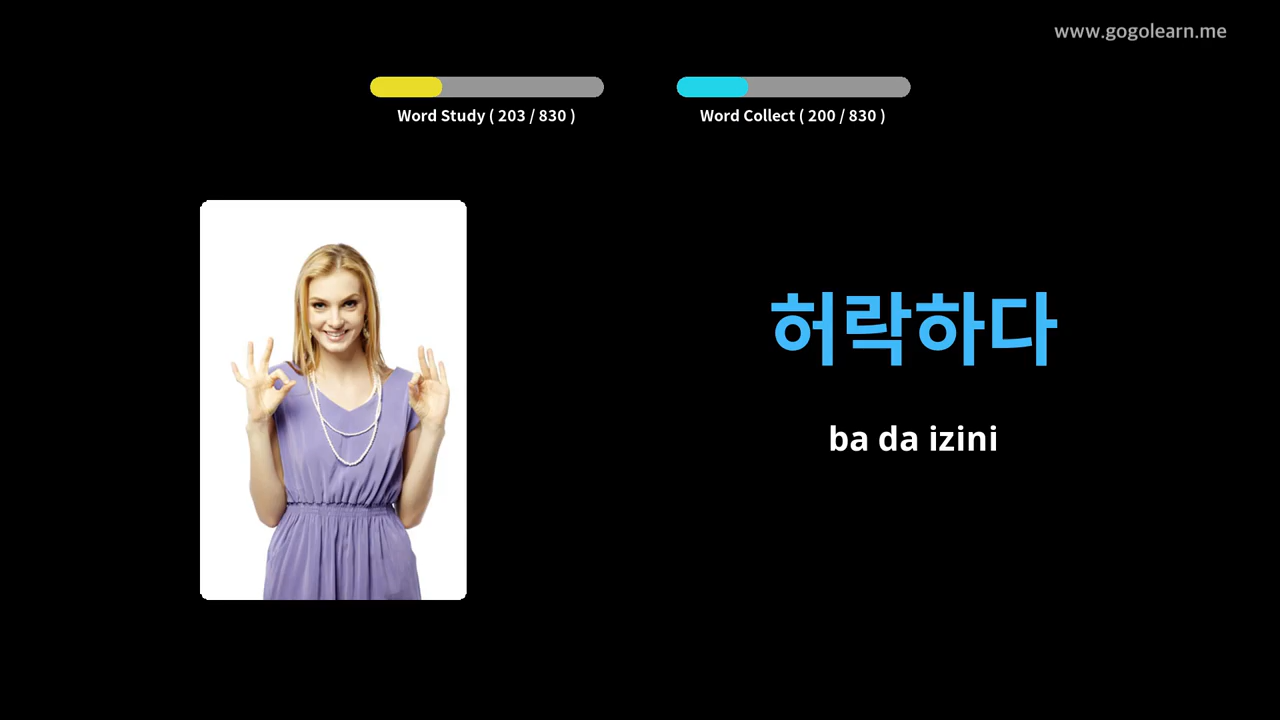 www.gogolearn.me
Word Study ( 203 / 830 )
Word Collect ( 200 / 830 )
허락하다
ba da izini